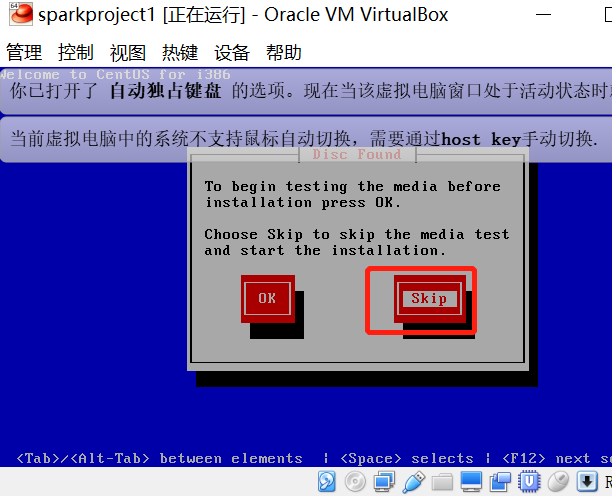 sparkproject1 [正在运行] - Oracle VM VirtualBox
管理 控制 视图 热键 设备 帮助
Welcome to CentOS for i386
你已打开了 自动独占键盘 的选项。现在当该虚拟电脑窗口处于活动状态时
当前虚拟电脑中的系统不支持鼠标自动切换，需要通过host key手动切换.
Disc Found
To begin testing the media before
installation press OK.
Choose Skip to skip the media test
and start the installation.
OK Skip
<Tab>/<Alt-Tab> between elements | <Space> selects | <F12> next